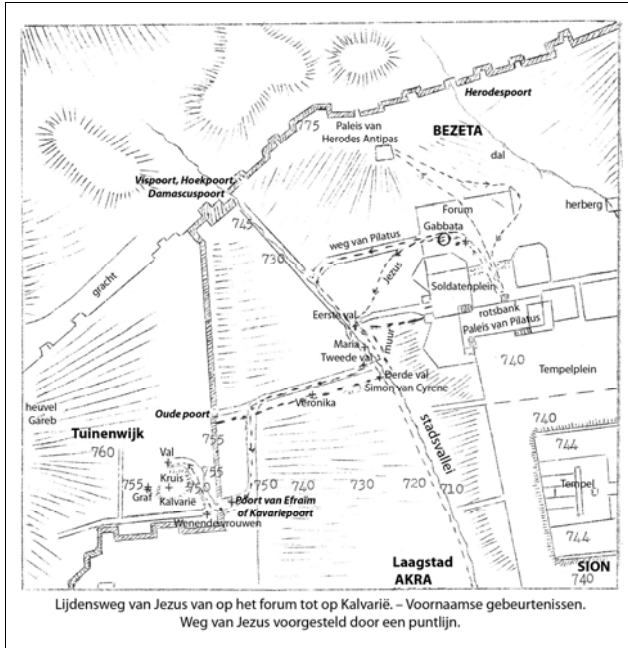 Herodespoort
775
Paleis van
Herodes Antipas
BEZETA
dal
Vispoort, Hoekpoort,
Damascuspoort
herberg
Forum
745
weg van Pilatus
Gabbata
730
gracht
Jezus
Soldatenplein
Eerste val
rotsbank
Paleis van Pilatus
muur
Maria
Tweede val
740
Tempelplein
Derde val
Simon van Cyrene
heuvel
Gareb
Veronika
Oude poort
stadsvallei
740
Tuinenwijk
755
744
760
Val
755
Kruis
755
750
750
730
720
710
Tempel
Graf
Kalvarië
Poort van Efraïm
of Kavariepoort
Wenendevrouwen
744
Laagstad
AKRA
SION
740
Lijdensweg van Jezus van op het forum tot op Kalvarië. – Voornaamse gebeurtenissen.
Weg van Jezus voorgesteld door een puntlijn.